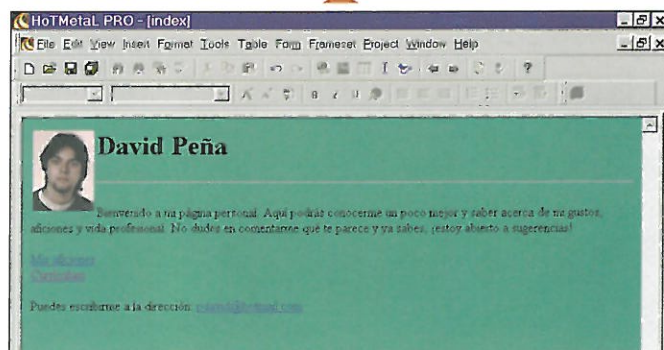 HoTMetaL PRO - [index]
File Edit View Insert Format Tools Table Form Frameset Project Window Help
David Peña
Bienvenido a mi página personal. Aquí podrás conocerme un poco mejor y saber acerca de mi gustos,
aficiones y vida profesional. No dudes en comentarme qué te parece y ya sabes, ¡estoy abierto a sugerencias!
Mis aficiones
Curriculum
Puedes escribirme a la dirección: